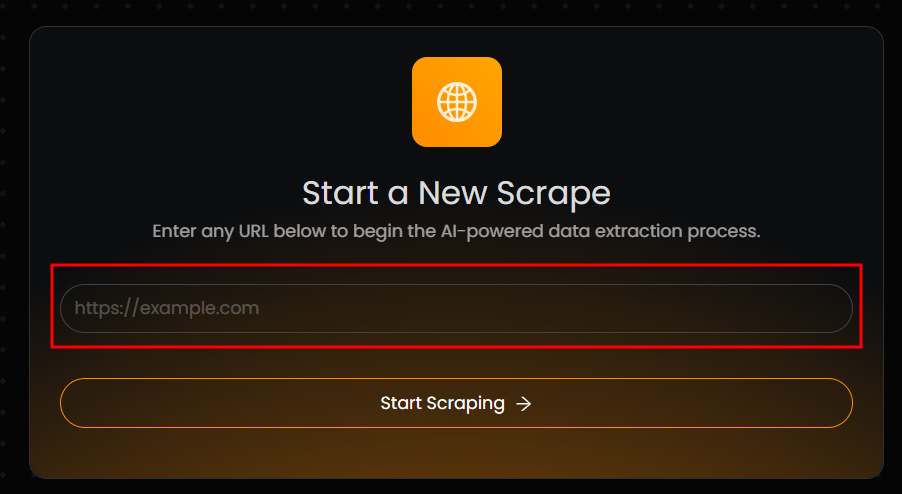 Start a New Scrape
Enter any URL below to begin the AI-powered data extraction process.
https://example.com
Start Scraping →